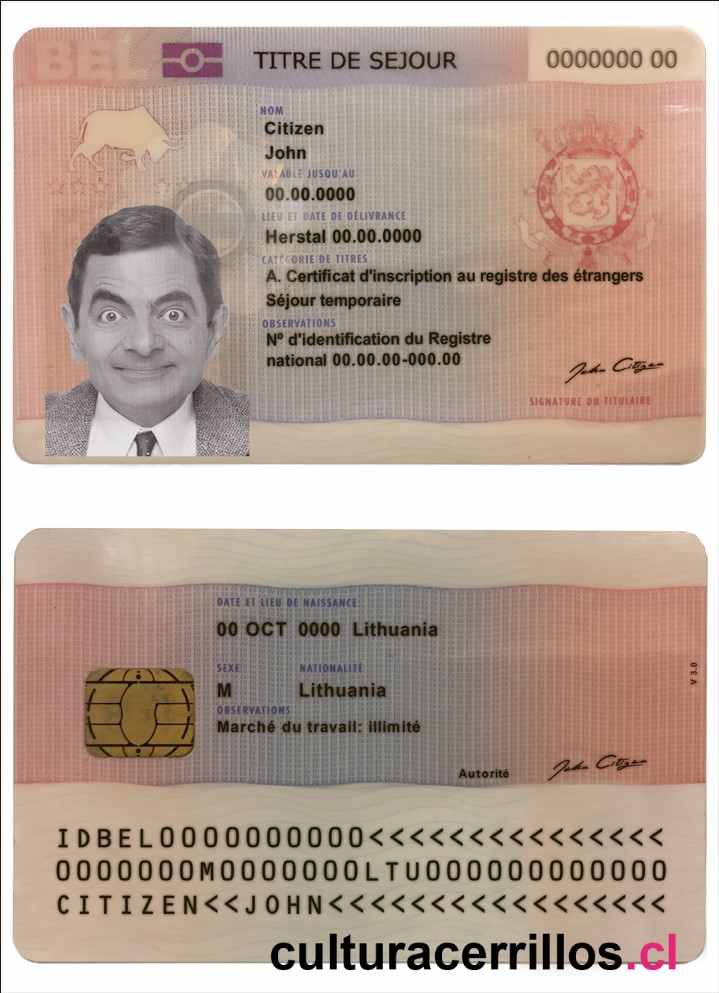 BEL TITRE DE SEJOUR 0000000 00
NOM
Citizen
John
VALABLE JUSQU'AU
00.00.0000
LIEU ET DATE DE DÉLIVRANCE
Herstal 00.00.0000
CATÉGORIE DE TITRES
A. Certificat d'inscription au registre des étrangers
Séjour temporaire
OBSERVATIONS
Nº d'identification du Registre
national 00.00.00-000.00
John Citizen
SIGNATURE DU TITULAIRE
DATE ET LIEU DE NAISSANCE
00 OCT 0000 Lithuania
SEXE NATIONALITÉ
M Lithuania
OBSERVATIONS
Marché du travail: illimité
V 3.0
Autorité John Citizen
IDBELOOOOOOOOOO<<<<<<<<<<<<<<<
OOOOOOOMOOOOOOOLTUOOOOOOOOOOOO
CITIZEN<<JOHN<<<<<<<<<<<<<<<<<
culturacerrillos.cl